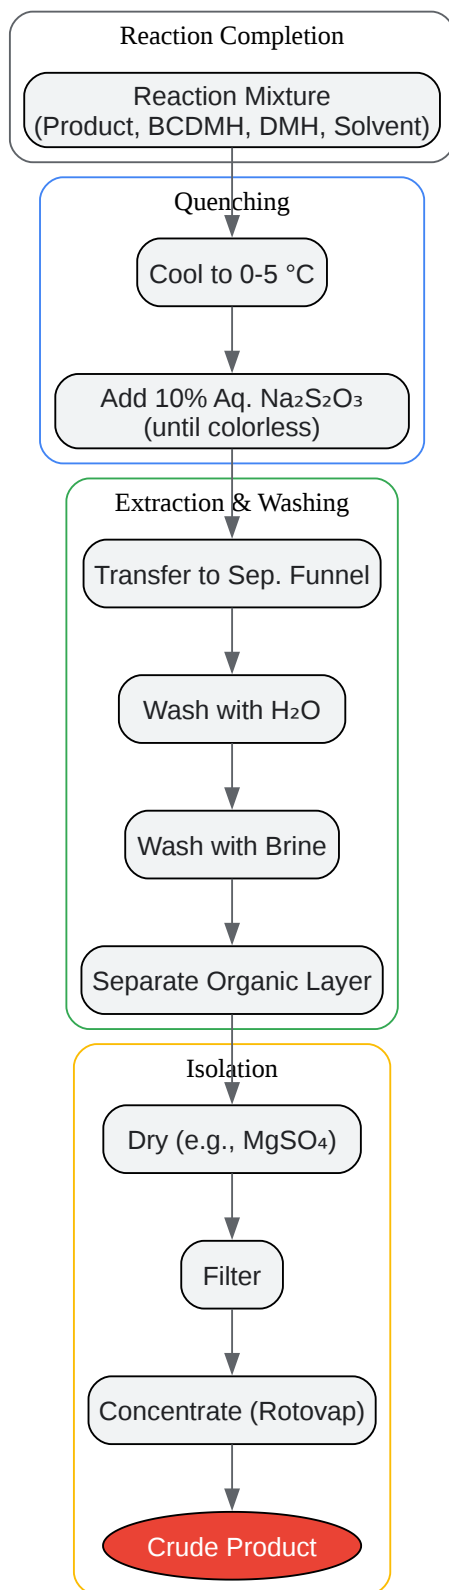 Reaction Completion
Reaction Mixture
(Product, BCDMH, DMH, Solvent)
Quenching
Cool to 0-5 °C
Add 10% Aq. Na₂S₂O₃
(until colorless)
Extraction & Washing
Transfer to Sep. Funnel
Wash with H₂O
Wash with Brine
Separate Organic Layer
Isolation
Dry (e.g., MgSO₄)
Filter
Concentrate (Rotovap)
Crude Product